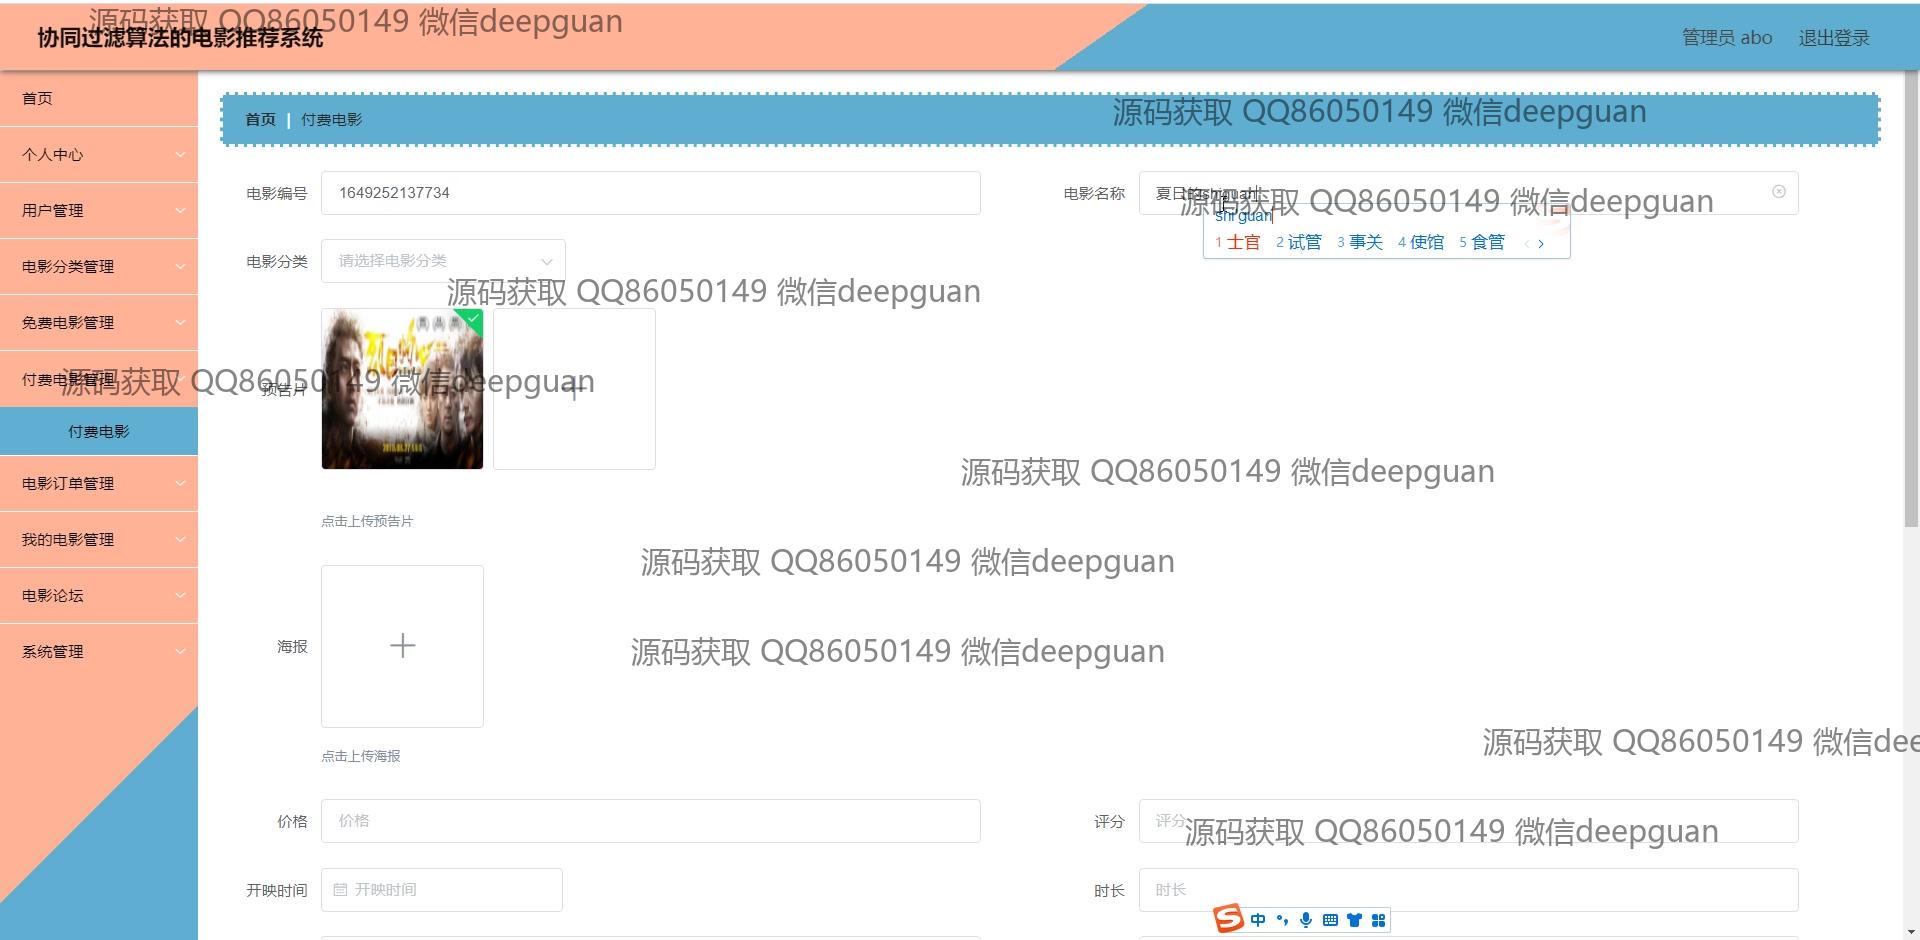 源码获取 QQ86050149 微信deepguan
协同过滤算法的电影推荐系统
管理员 abo 退出登录
首页
个人中心
用户管理
电影分类管理
免费电影管理
付费电影管理
付费电影
电影订单管理
我的电影管理
电影论坛
系统管理
首页 | 付费电影
源码获取 QQ86050149 微信deepguan
电影编号 1649252137734
电影名称 夏日的shi'guan
源码获取 QQ86050149 微信deepguan
shi'guan
1 士官 2 试管 3 事关 4 使馆 5 食管
电影分类 请选择电影分类
源码获取 QQ86050149 微信deepguan
预告片
源码获取 QQ86050149 微信deepguan
源码获取 QQ86050149 微信deepguan
点击上传预告片
源码获取 QQ86050149 微信deepguan
海报
源码获取 QQ86050149 微信deepguan
源码获取 QQ86050149 微信dee
点击上传海报
价格 价格
评分 评分
源码获取 QQ86050149 微信deepguan
开映时间 开映时间
时长 时长
中